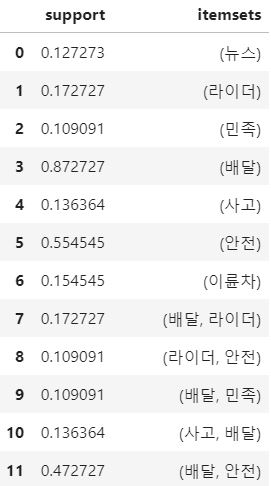 support itemsets
0 0.127273 (뉴스)
1 0.172727 (라이더)
2 0.109091 (민족)
3 0.872727 (배달)
4 0.136364 (사고)
5 0.554545 (안전)
6 0.154545 (이륜차)
7 0.172727 (배달, 라이더)
8 0.109091 (라이더, 안전)
9 0.109091 (배달, 민족)
10 0.136364 (사고, 배달)
11 0.472727 (배달, 안전)